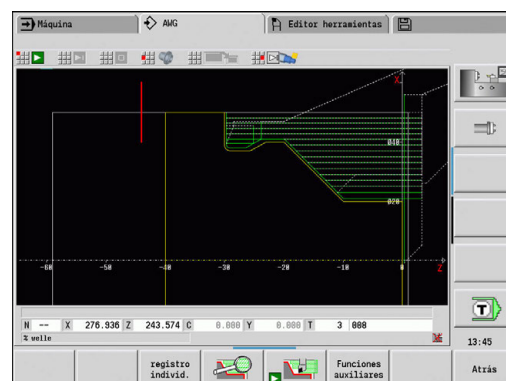 Máquina AWG Editor herramientas
X
ø40
ø20
-60 -50 -40 -30 -20 -10 0 Z
N -- X 276.936 Z 243.574 C 0.000 Y 0.000 T 3 000
% welle
T
13:45
registro individ. Funciones auxiliares Atrás